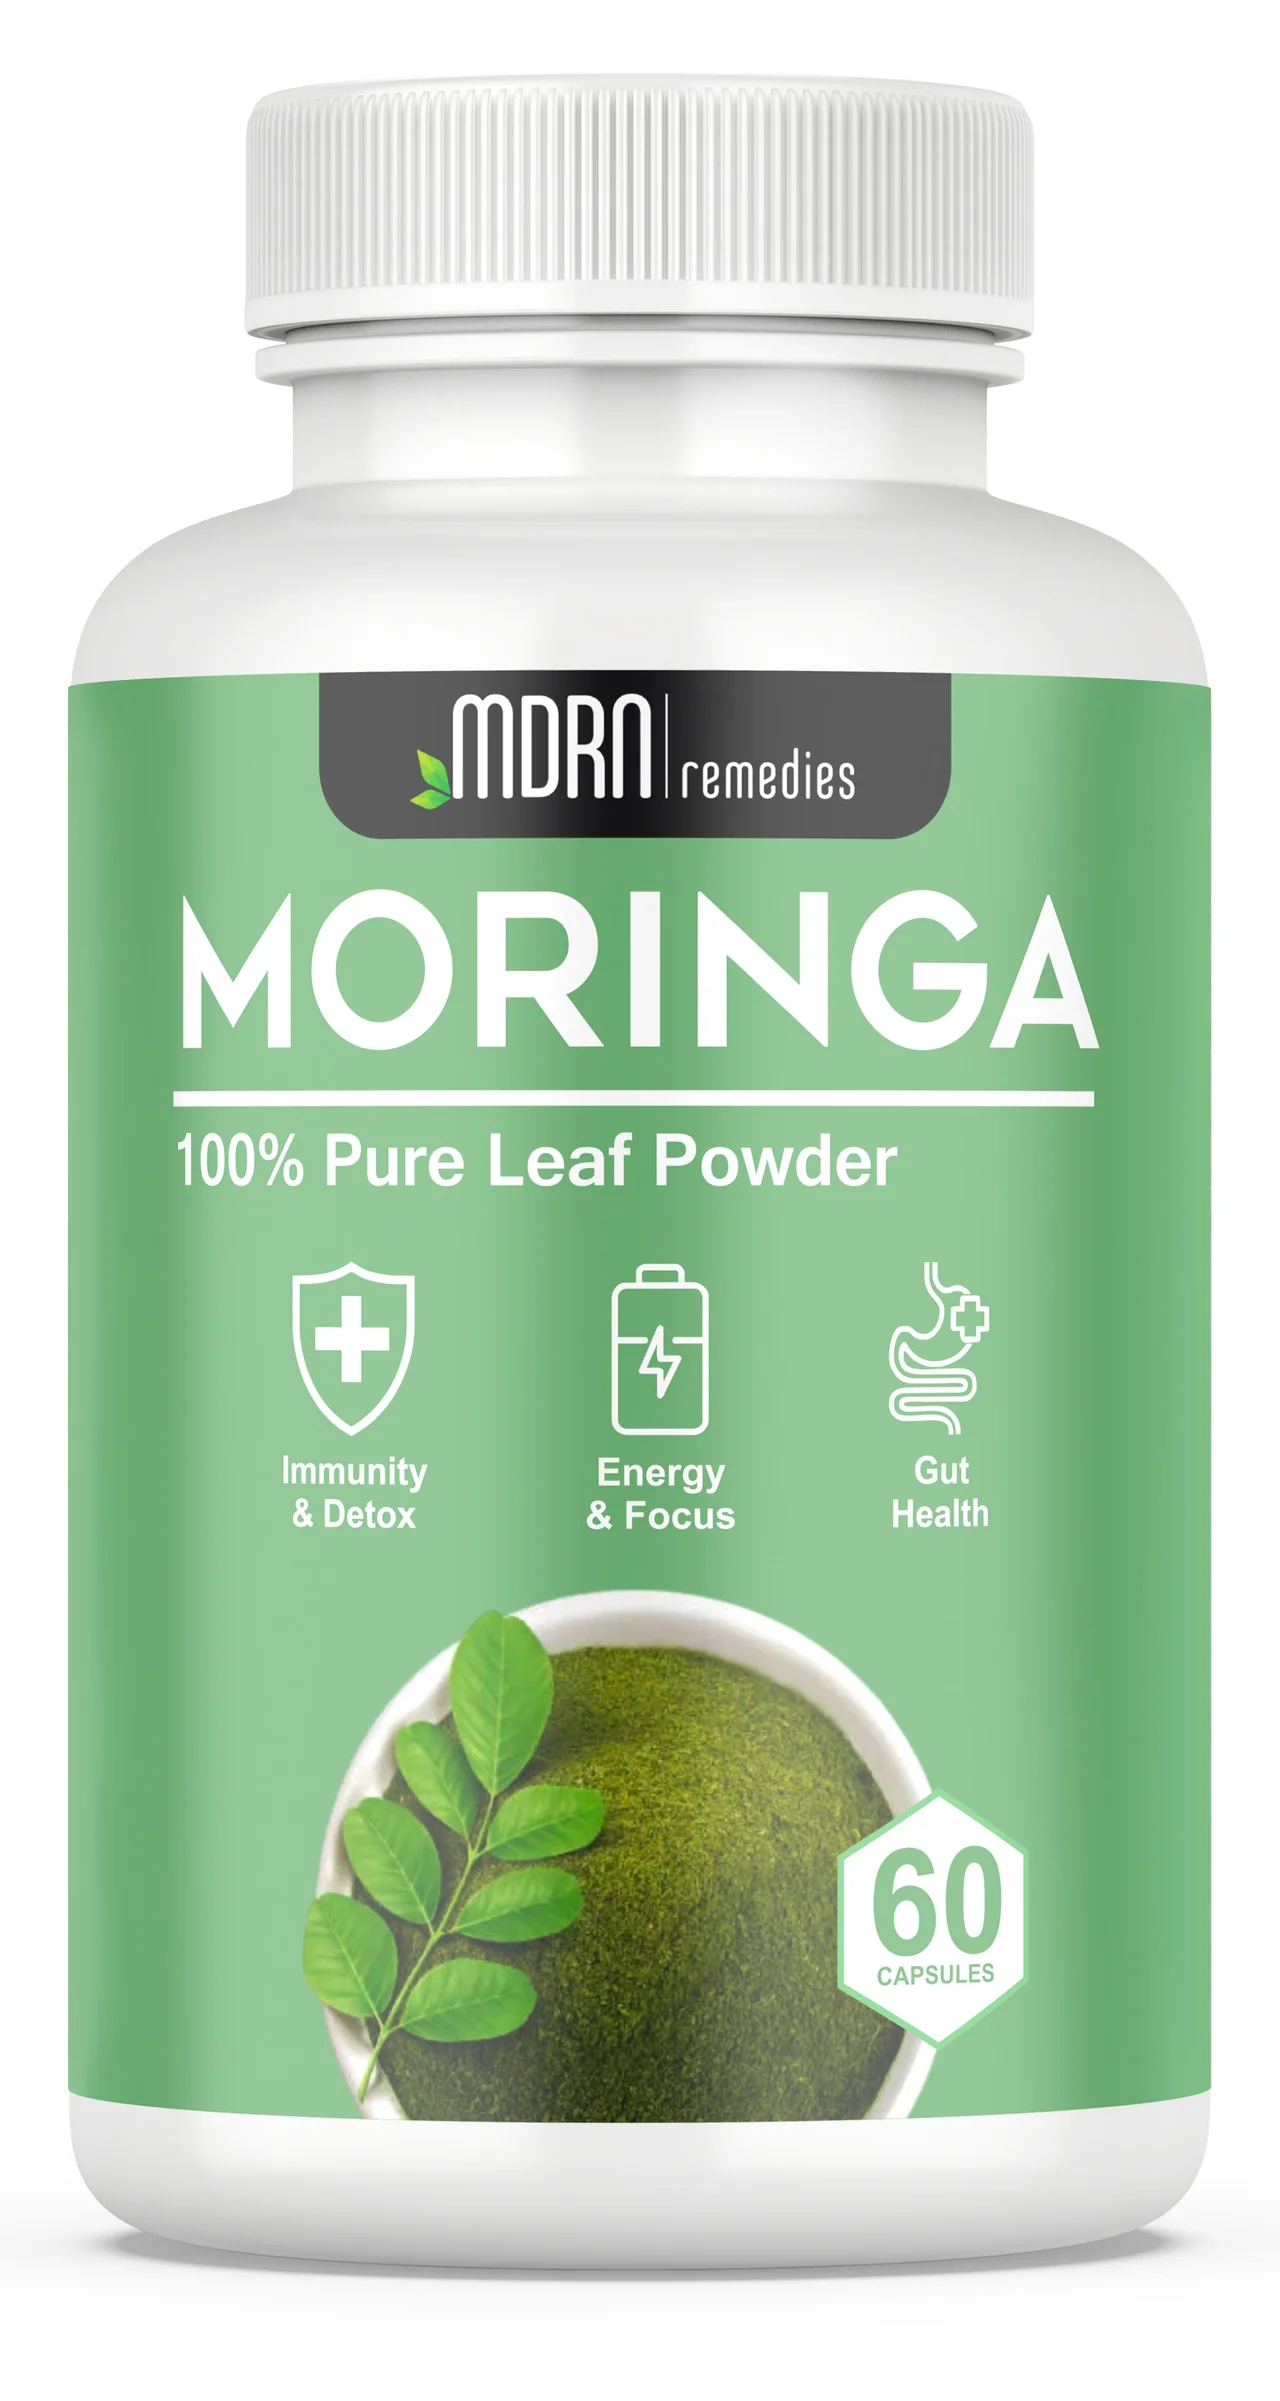 MDRN remedies
MORINGA
100% Pure Leaf Powder
Immunity
& Detox
Energy
& Focus
Gut
Health
60
CAPSULES